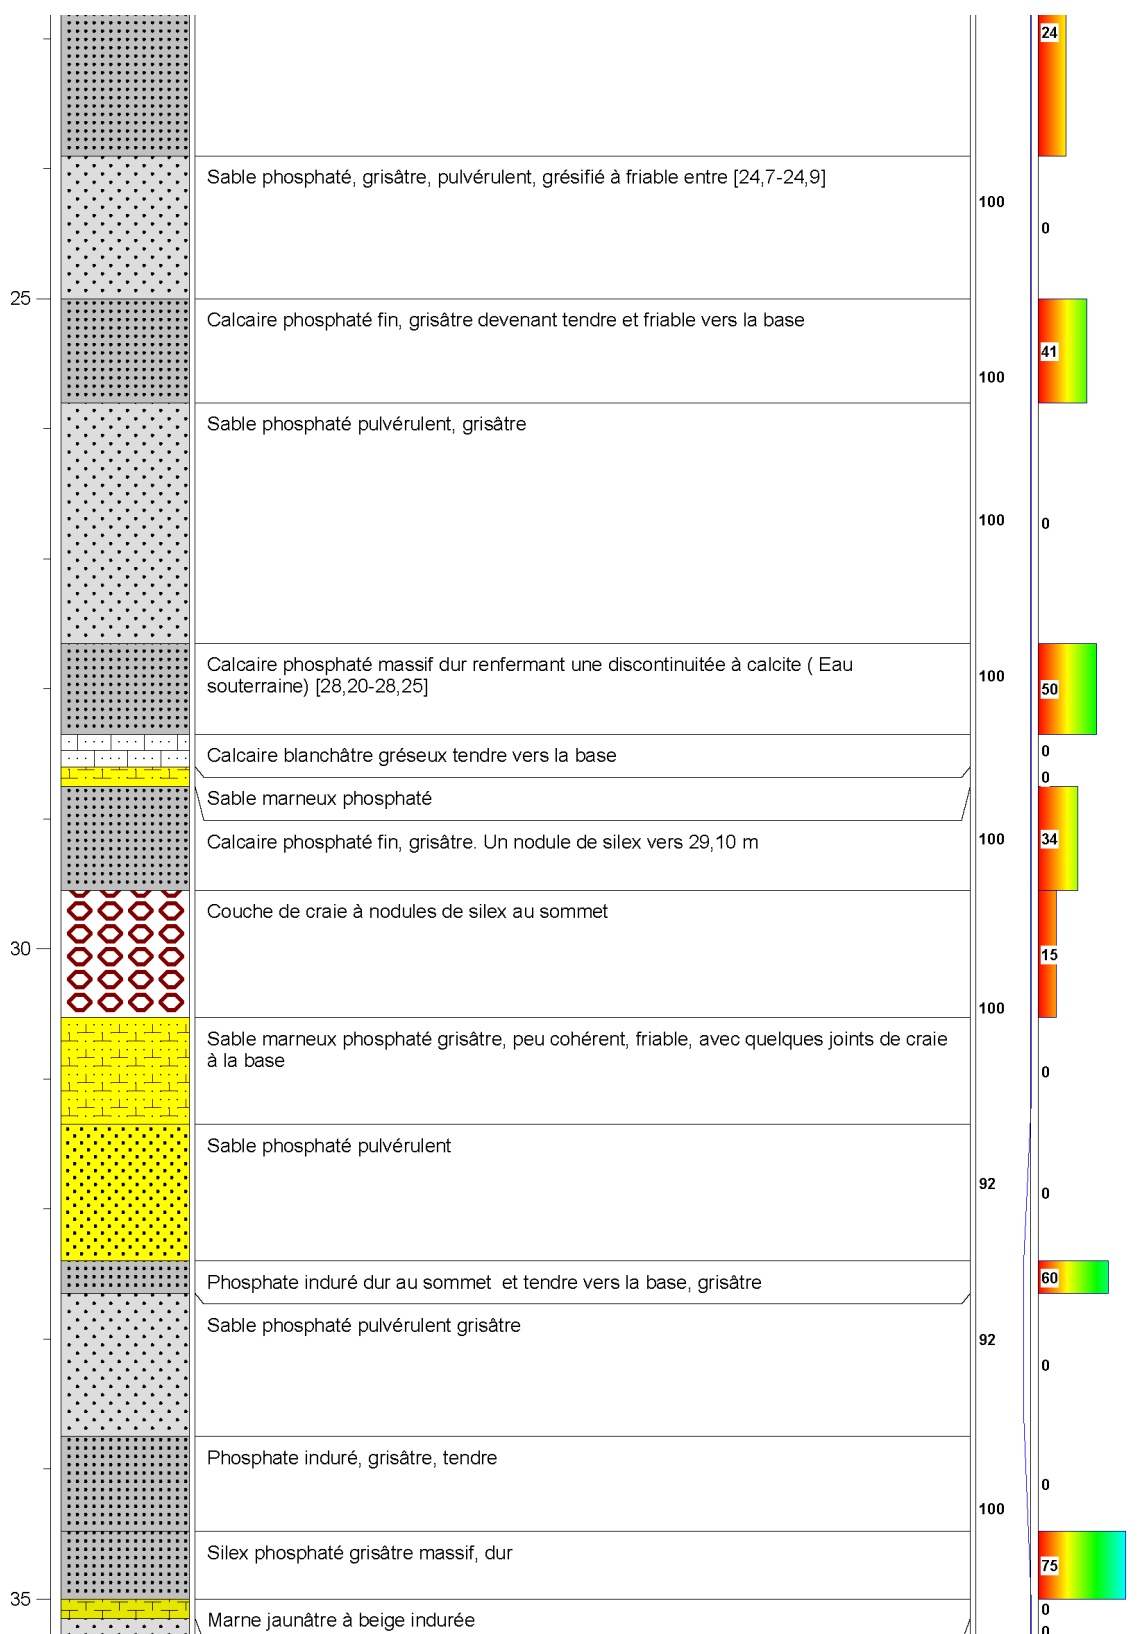 24
Sable phosphaté, grisâtre, pulvérulent, grésifié à friable entre [24,7-24,9]
100
0
25
Calcaire phosphaté fin, grisâtre devenant tendre et friable vers la base
41
100
Sable phosphaté pulvérulent, grisâtre
100
0
Calcaire phosphaté massif dur renfermant une discontinuitée à calcite ( Eau
souterraine) [28,20-28,25]
100
50
Calcaire blanchâtre gréseux tendre vers la base
0
0
Sable marneux phosphaté
Calcaire phosphaté fin, grisâtre. Un nodule de silex vers 29,10 m
100
34
Couche de craie à nodules de silex au sommet
30
15
100
Sable marneux phosphaté grisâtre, peu cohérent, friable, avec quelques joints de craie
à la base
0
Sable phosphaté pulvérulent
92
0
Phosphate induré dur au sommet et tendre vers la base, grisâtre
60
Sable phosphaté pulvérulent grisâtre
92
0
Phosphate induré, grisâtre, tendre
0
100
Silex phosphaté grisâtre massif, dur
75
35
Marne jaunâtre à beige indurée
0
0